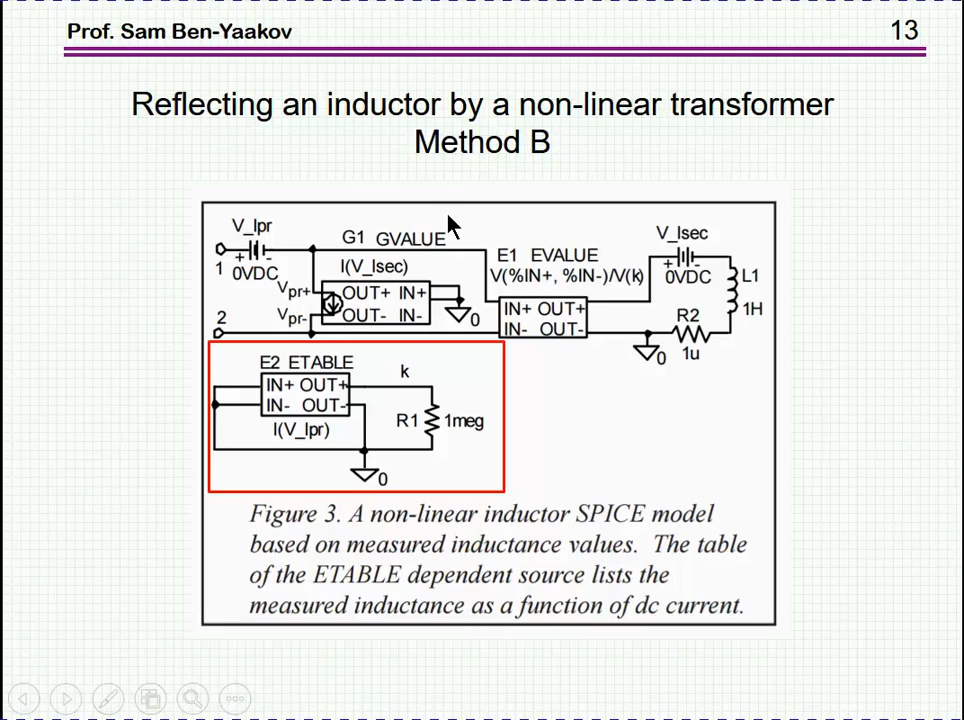 Prof. Sam Ben-Yaakov
13
Reflecting an inductor by a non-linear transformer
Method B
V_Ipr
+ -
1 0VDC
G1 GVALUE
I(V_Isec)
Vpr+
OUT+ IN+
Vpr-
OUT- IN-
0
2
E1 EVALUE
V(%IN+, %IN-)/V(k)
IN+ OUT+
IN- OUT-
V_Isec
+ -
0VDC
L1
1H
R2
1u
0
E2 ETABLE
IN+ OUT+
IN- OUT-
I(V_Ipr)
k
R1 1meg
0
Figure 3. A non-linear inductor SPICE model
based on measured inductance values. The table
of the ETABLE dependent source lists the
measured inductance as a function of dc current.